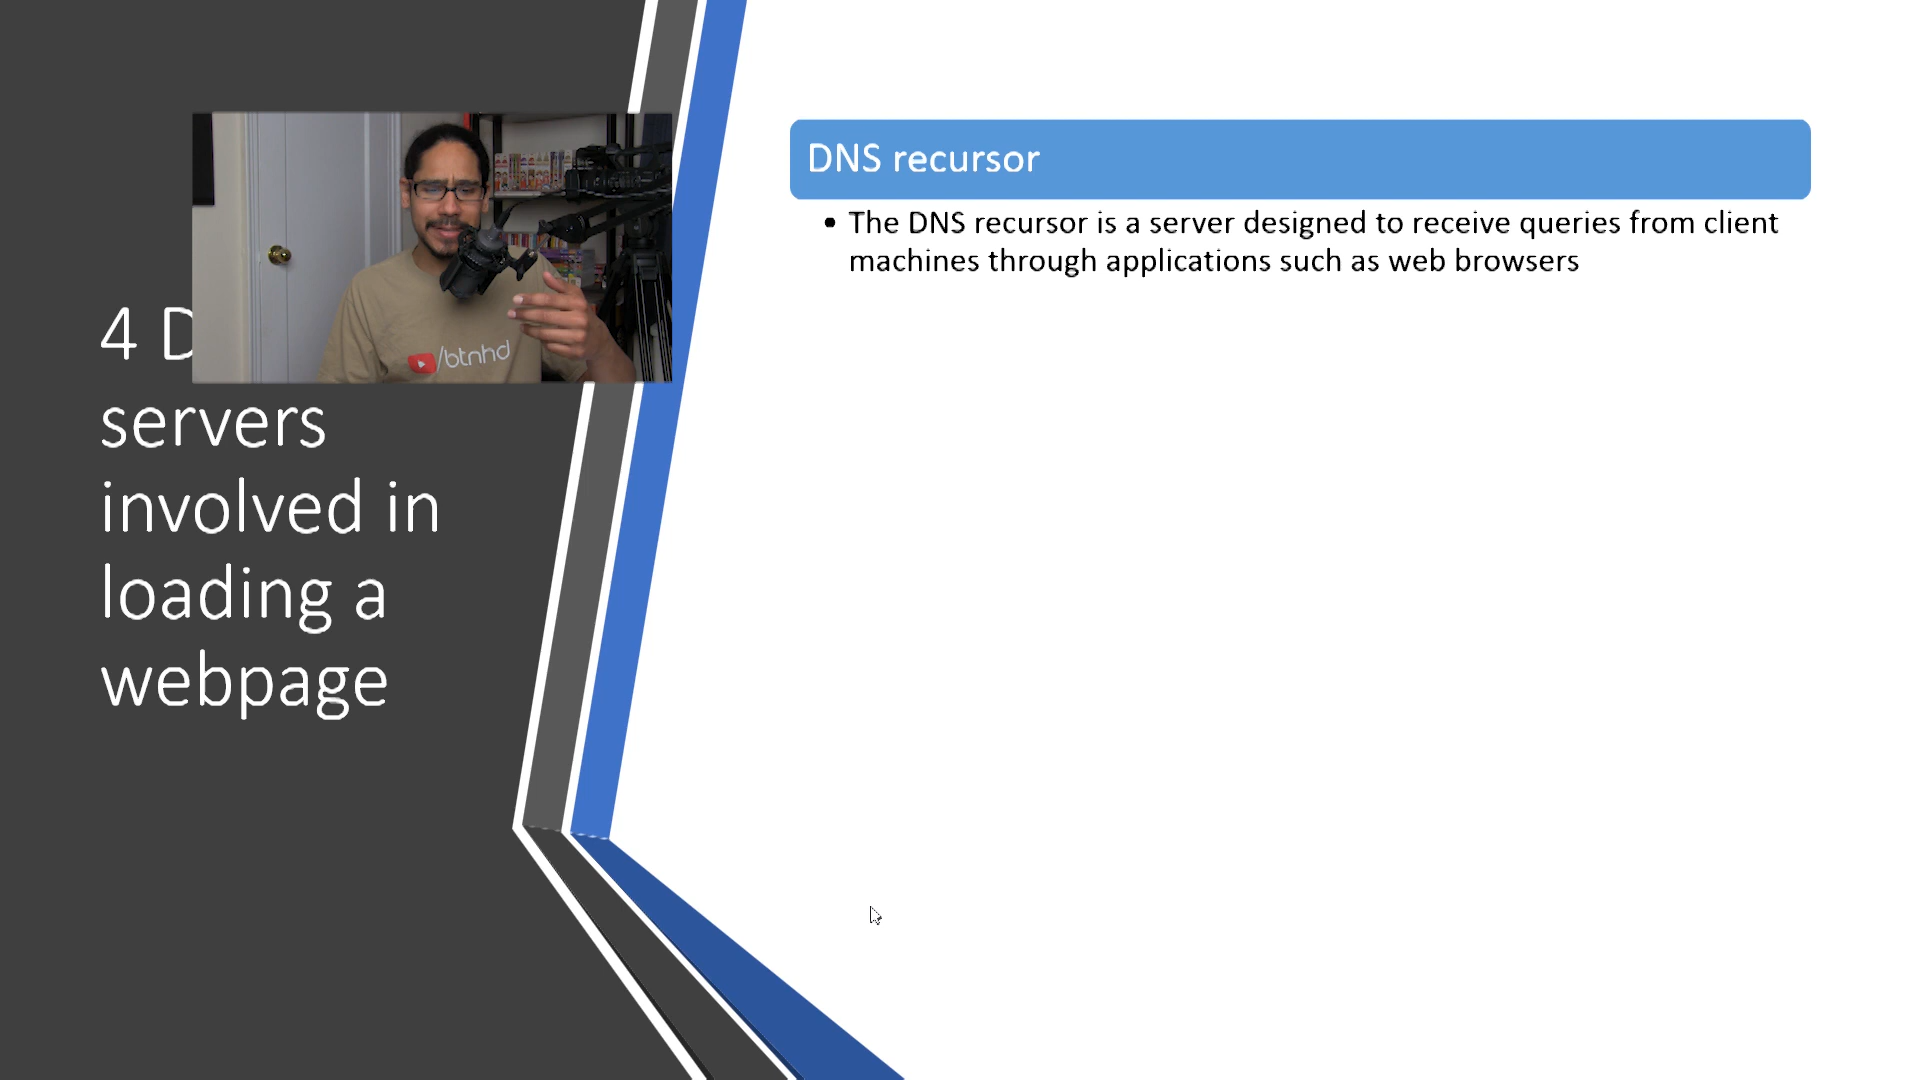 4 D
servers
involved in
loading a
webpage
/btnhd
DNS recursor
• The DNS recursor is a server designed to receive queries from client
machines through applications such as web browsers